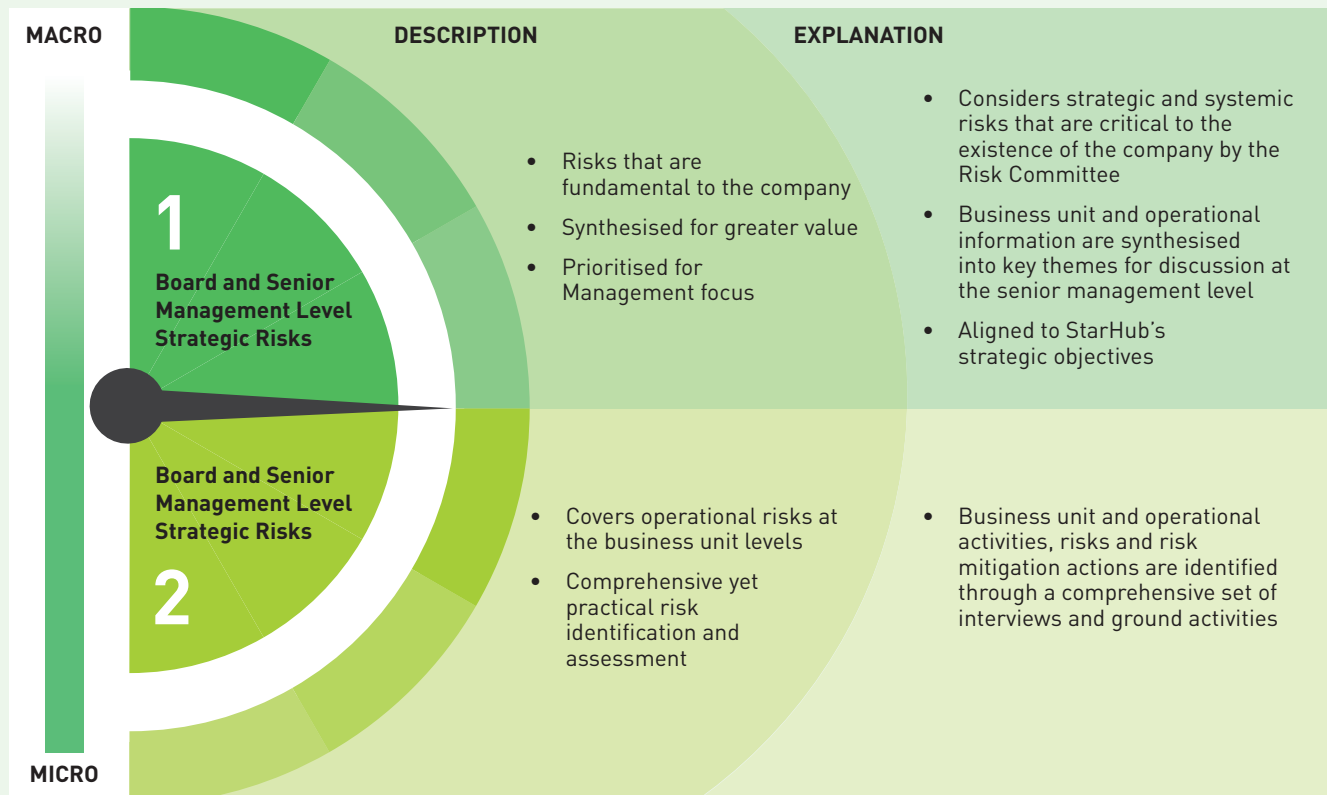 MACRO
DESCRIPTION
EXPLANATION
1
Board and Senior
Management Level
Strategic Risks
• Risks that are
fundamental to the company
• Synthesised for greater value
• Prioritised for
Management focus
• Considers strategic and systemic
risks that are critical to the
existence of the company by the
Risk Committee
• Business unit and operational
information are synthesised
into key themes for discussion at
the senior management level
• Aligned to StarHub's
strategic objectives
Board and Senior
Management Level
Strategic Risks
2
• Covers operational risks at
the business unit levels
• Comprehensive yet
practical risk
identification and
assessment
• Business unit and operational
activities, risks and risk
mitigation actions are identified
through a comprehensive set of
interviews and ground activities
MICRO